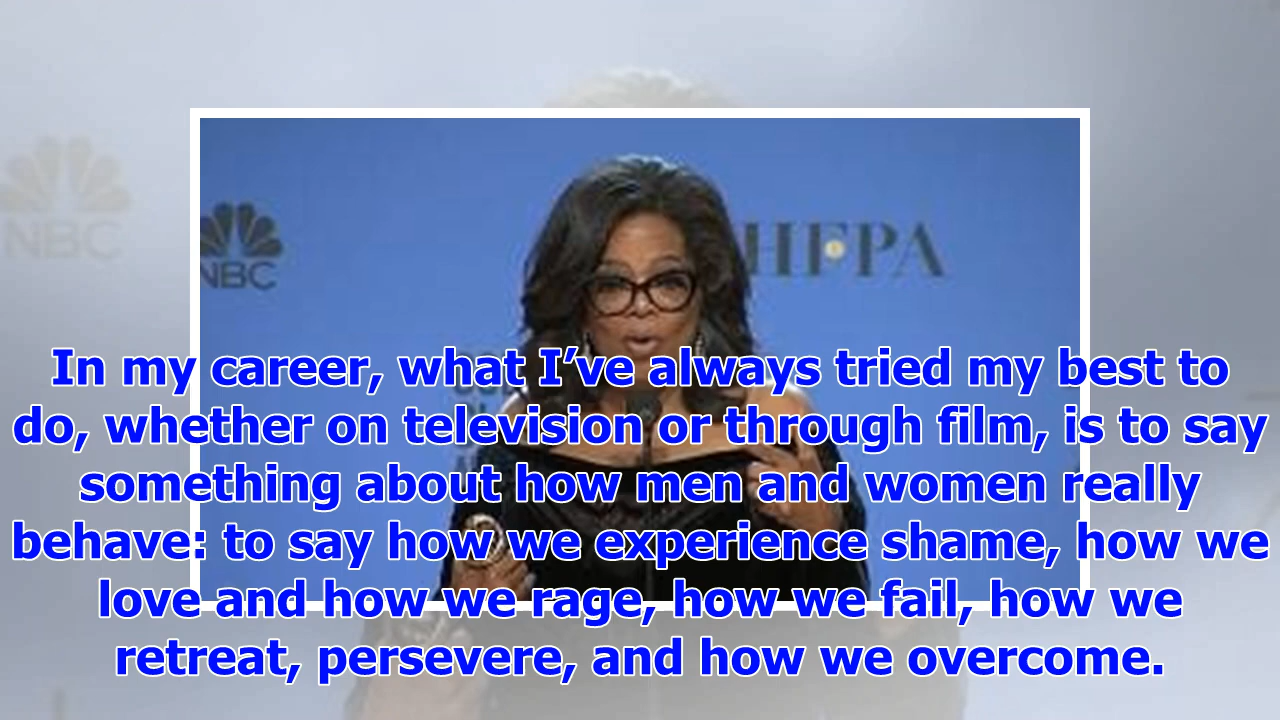 NBC
NBC
HFPA
In my career, what I’ve always tried my best to
do, whether on television or through film, is to say
something about how men and women really
behave: to say how we experience shame, how we
love and how we rage, how we fail, how we
retreat, persevere, and how we overcome.